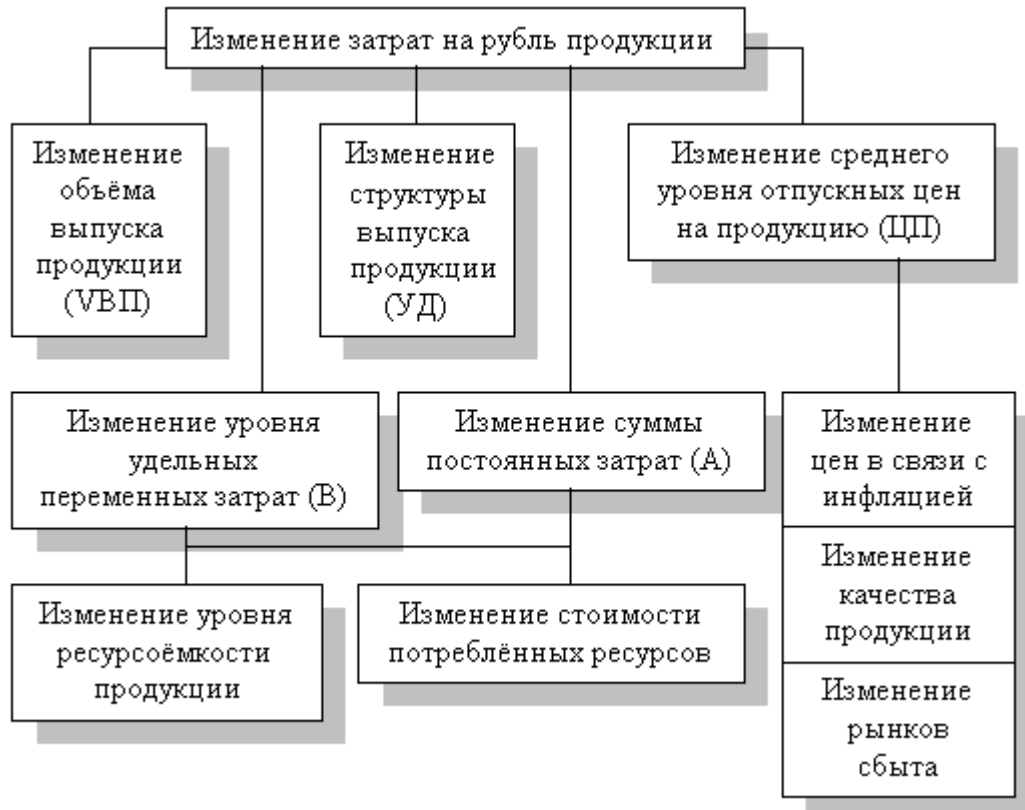 Изменение затрат на рубль продукции
Изменение
объёма
выпуска
продукции
(VВП)
Изменение
структуры
выпуска
продукции
(УД)
Изменение среднего
уровня отпускных цен
на продукцию (ЦП)
Изменение уровня
удельных
переменных затрат (В)
Изменение суммы
постоянных затрат (А)
Изменение
цен в связи с
инфляцией
Изменение
качества
продукции
Изменение
рынков
сбыта
Изменение уровня
ресурсоёмкости
продукции
Изменение стоимости
потреблённых ресурсов